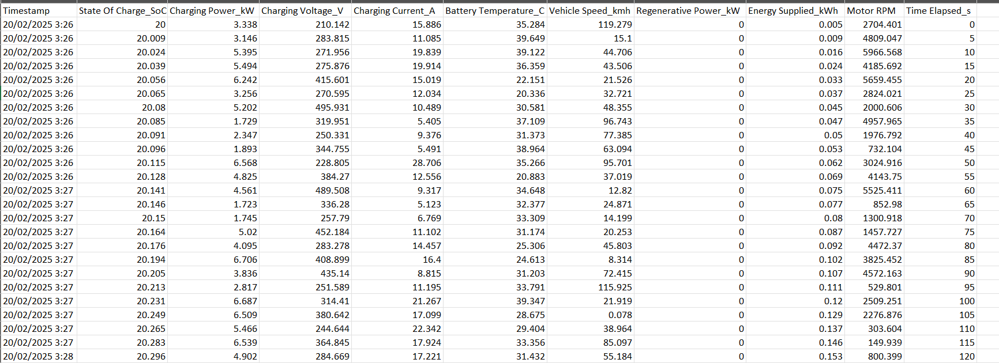 Timestamp State Of Charge_SoC Charging Power_kW Charging Voltage_V Charging Current_A Battery Temperature_C Vehicle Speed_kmh Regenerative Power_kW Energy Supplied_kWh Motor RPM Time Elapsed_s
20/02/2025 3:26 20 3.338 210.142 15.886 35.284 119.279 0 0.005 2704.401 0
20/02/2025 3:26 20.009 3.146 283.815 11.085 39.649 15.1 0 0.009 4809.047 5
20/02/2025 3:26 20.024 5.395 271.956 19.839 39.122 44.706 0 0.016 5966.568 10
20/02/2025 3:26 20.039 5.494 275.876 19.914 36.359 43.506 0 0.024 4185.692 15
20/02/2025 3:26 20.056 6.242 415.601 15.019 22.151 21.526 0 0.033 5659.455 20
20/02/2025 3:26 20.065 3.256 270.595 12.034 20.336 32.721 0 0.037 2824.021 25
20/02/2025 3:26 20.08 5.202 495.931 10.489 30.581 48.355 0 0.045 2000.606 30
20/02/2025 3:26 20.085 1.729 319.951 5.405 37.109 96.743 0 0.047 4957.965 35
20/02/2025 3:26 20.091 2.347 250.331 9.376 31.373 77.385 0 0.05 1976.792 40
20/02/2025 3:26 20.096 1.893 344.755 5.491 38.964 63.094 0 0.053 732.104 45
20/02/2025 3:26 20.115 6.568 228.805 28.706 35.266 95.701 0 0.062 3024.916 50
20/02/2025 3:26 20.128 4.825 384.27 12.556 20.883 37.019 0 0.069 4143.75 55
20/02/2025 3:27 20.141 4.561 489.508 9.317 34.648 12.82 0 0.075 5525.411 60
20/02/2025 3:27 20.146 1.723 336.28 5.123 32.377 24.871 0 0.077 852.98 65
20/02/2025 3:27 20.15 1.745 257.79 6.769 33.309 14.199 0 0.08 1300.918 70
20/02/2025 3:27 20.164 5.02 452.184 11.102 31.174 20.253 0 0.087 1457.727 75
20/02/2025 3:27 20.176 4.095 283.278 14.457 25.306 45.803 0 0.092 4472.37 80
20/02/2025 3:27 20.194 6.706 408.899 16.4 24.613 8.314 0 0.102 3825.452 85
20/02/2025 3:27 20.205 3.836 435.14 8.815 31.203 72.415 0 0.107 4572.163 90
20/02/2025 3:27 20.213 2.817 251.589 11.195 33.791 115.925 0 0.111 529.801 95
20/02/2025 3:27 20.231 6.687 314.41 21.267 39.347 21.919 0 0.12 2509.251 100
20/02/2025 3:27 20.249 6.509 380.642 17.099 28.675 0.078 0 0.129 2276.876 105
20/02/2025 3:27 20.265 5.466 244.644 22.342 29.404 38.964 0 0.137 303.604 110
20/02/2025 3:27 20.283 6.539 364.845 17.924 33.356 85.097 0 0.146 149.939 115
20/02/2025 3:28 20.296 4.902 284.669 17.221 31.432 55.184 0 0.153 800.399 120